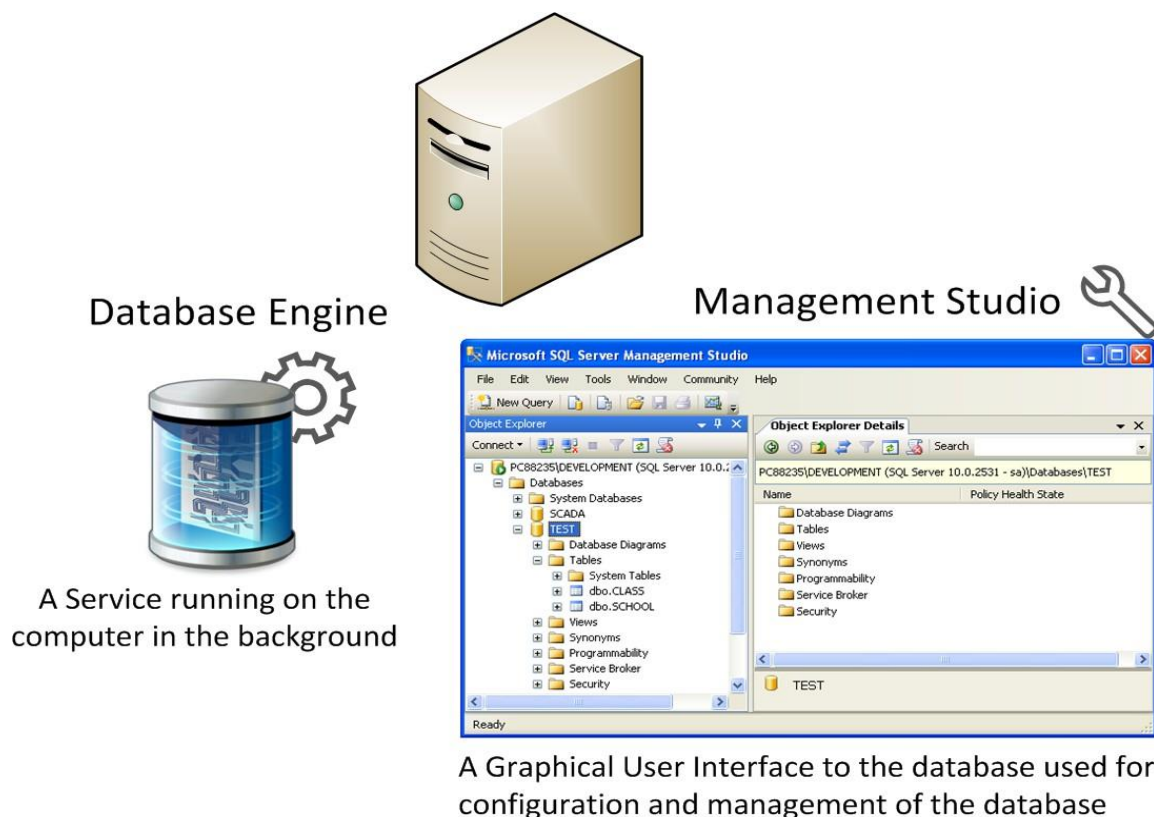 Database Engine
Management Studio
Microsoft SQL Server Management Studio
File Edit View Tools Window Community Help
New Query
Object Explorer
Connect
PC88235\DEVELOPMENT (SQL Server 10.0.2
Databases
System Databases
SCADA
TEST
Database Diagrams
Tables
System Tables
dbo.CLASS
dbo.SCHOOL
Views
Synonyms
Programmability
Service Broker
Security
Object Explorer Details
Search
PC88235\DEVELOPMENT (SQL Server 10.0.2531 - sa)\Databases\TEST
Name Policy Health State
Database Diagrams
Tables
Views
Synonyms
Programmability
Service Broker
Security
TEST
Ready
A Service running on the
computer in the background
A Graphical User Interface to the database used for
configuration and management of the database